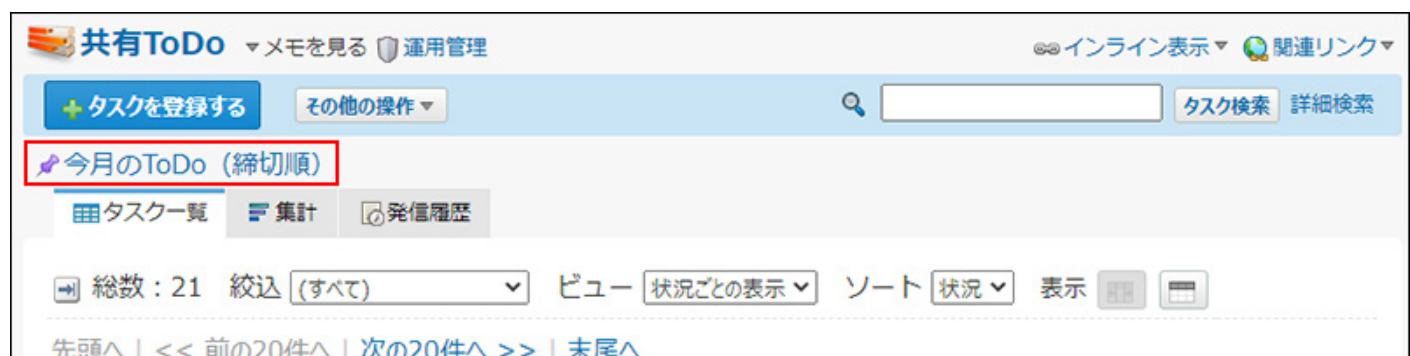 共有ToDo ▼メモを見る 運用管理 インライン表示▼ 関連リンク▼
タスクを登録する その他の操作▼ タスク検索 詳細検索
今月のToDo（締切順）
タスク一覧 集計 発信履歴
総数：21 絞込 (すべて) ビュー 状況ごとの表示 ソート 状況 表示
先頭へ | << 前の20件へ | 次の20件へ >> | 末尾へ